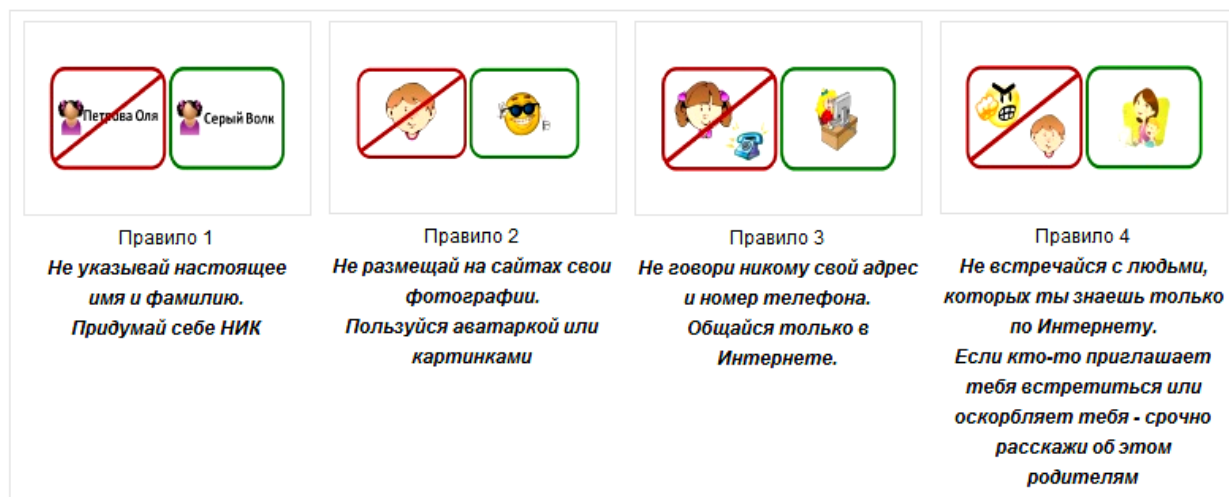 Петрова Оля
Серый Волк
Правило 1
Не указывай настоящее
имя и фамилию.
Придумай себе НИК
Правило 2
Не размещай на сайтах свои
фотографии.
Пользуйся аватаркой или
картинками
Правило 3
Не говори никому свой адрес
и номер телефона.
Общайся только в
Интернете.
Правило 4
Не встречайся с людьми,
которых ты знаешь только
по Интернету.
Если кто-то приглашает
тебя встретиться или
оскорбляет тебя - срочно
расскажи об этом
родителям